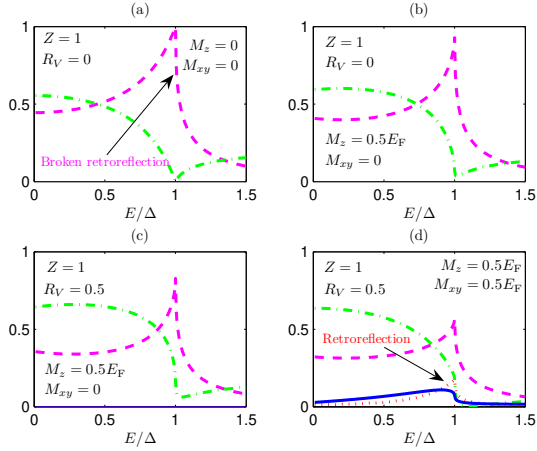 (a)
Z = 1
R_V = 0
M_z = 0
M_xy = 0
Broken retroreflection
1
0.5
0
0 0.5 1 1.5
E/Δ
(b)
Z = 1
R_V = 0
M_z = 0.5E_F
M_xy = 0
1
0.5
0
0 0.5 1 1.5
E/Δ
(c)
Z = 1
R_V = 0.5
M_z = 0.5E_F
M_xy = 0
1
0.5
0
0 0.5 1 1.5
E/Δ
(d)
Z = 1
R_V = 0.5
M_z = 0.5E_F
M_xy = 0.5E_F
Retroreflection
1
0.5
0
0 0.5 1 1.5
E/Δ